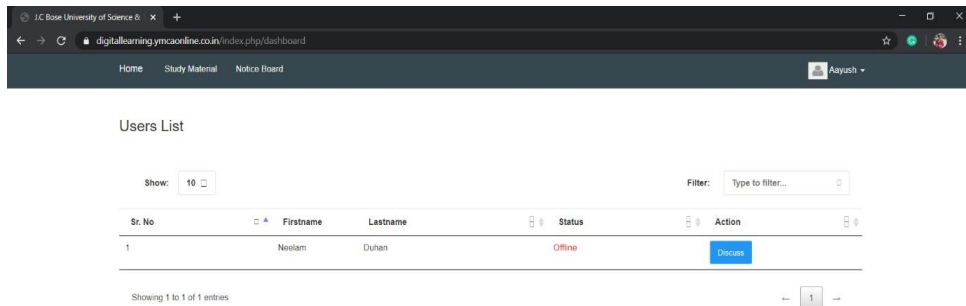 J.C Bose University of Science &
digitallearning.ymcaonline.co.in/index.php/dashboard
Home Study Material Notice Board Aayush
Users List
Show: 10 Filter: Type to filter...
Sr. No Firstname Lastname Status Action
1 Neelam Duhan Offline Discuss
Showing 1 to 1 of 1 entries ← 1 →